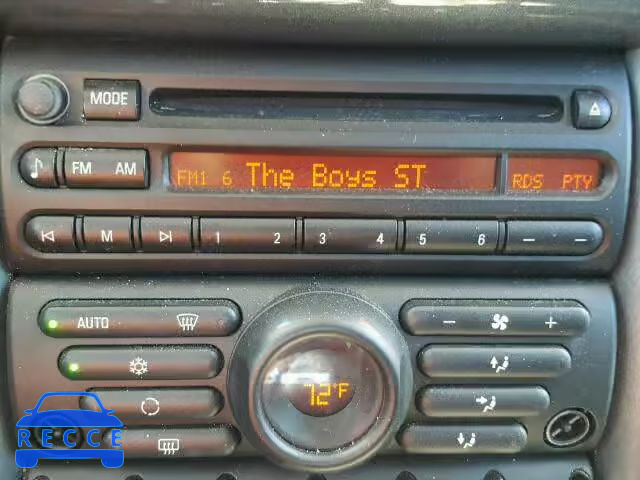 MODE
FM AM
FM1 6 The Boys ST RDS PTY
M 1 2 3 4 5 6
AUTO
- +
72°F
RECCE